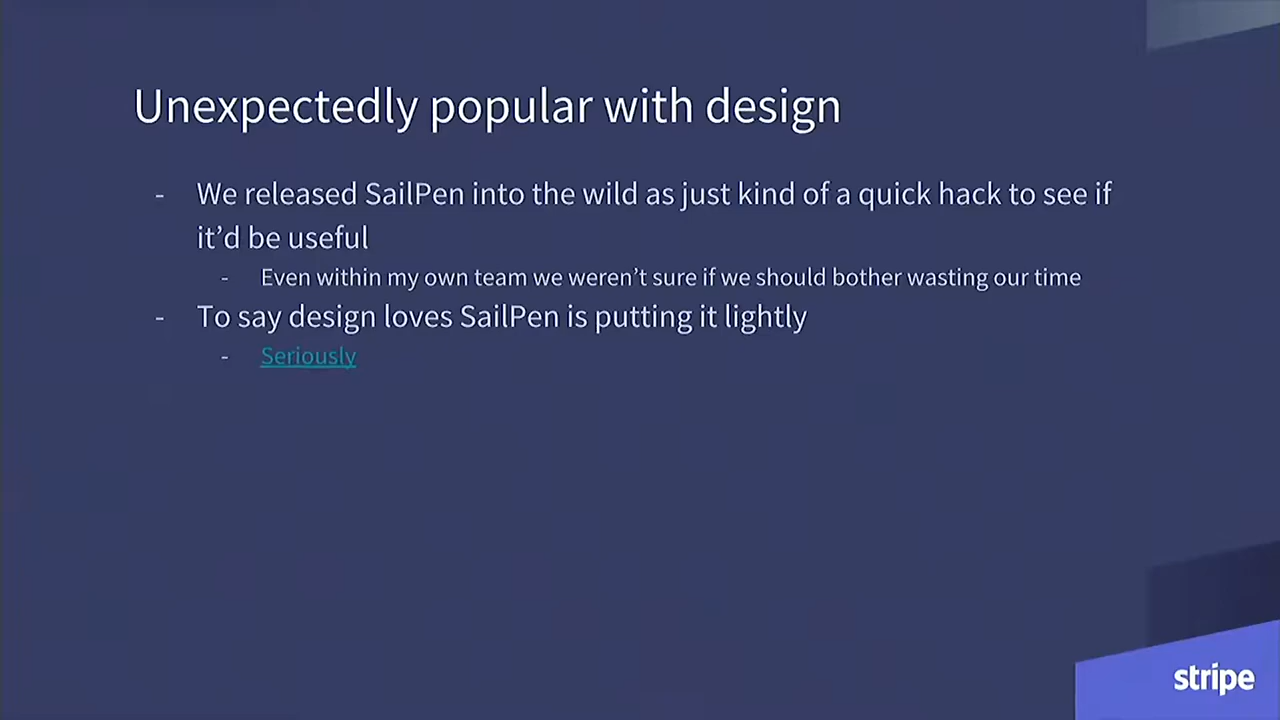 Unexpectedly popular with design
- We released SailPen into the wild as just kind of a quick hack to see if
it’d be useful
- Even within my own team we weren’t sure if we should bother wasting our time
- To say design loves SailPen is putting it lightly
- Seriously
stripe